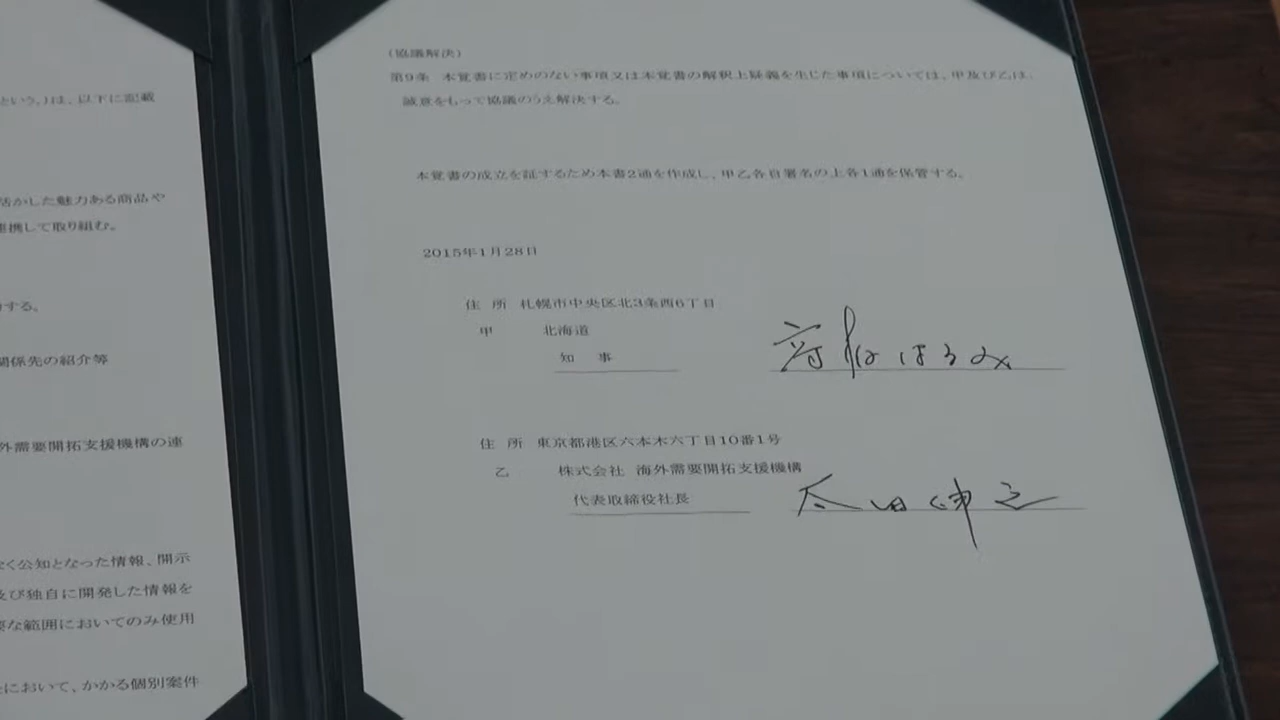 という。)は、以下に記載
活かした魅力ある商品や
連携して取り組む。
する。
関係先の紹介等
外需要開拓支援機構の連
なく公知となった情報、開示
及び独自に開発した情報を
要な範囲においてのみ使用
において、かかる個別案件
(協議解決)
第9条 本覚書に定めのない事項又は本覚書の解釈上疑義を生じた事項については、甲及び乙は、
誠意をもって協議のうえ解決する。
本覚書の成立を証するため本書2通を作成し、甲乙各自署名の上各1通を保管する。
2015年1月28日
住 所 札幌市中央区北3条西6丁目
甲 北海道
知 事 高橋はるみ
住 所 東京都港区六本木六丁目10番1号
乙 株式会社 海外需要開拓支援機構
代表取締役社長 太田伸之